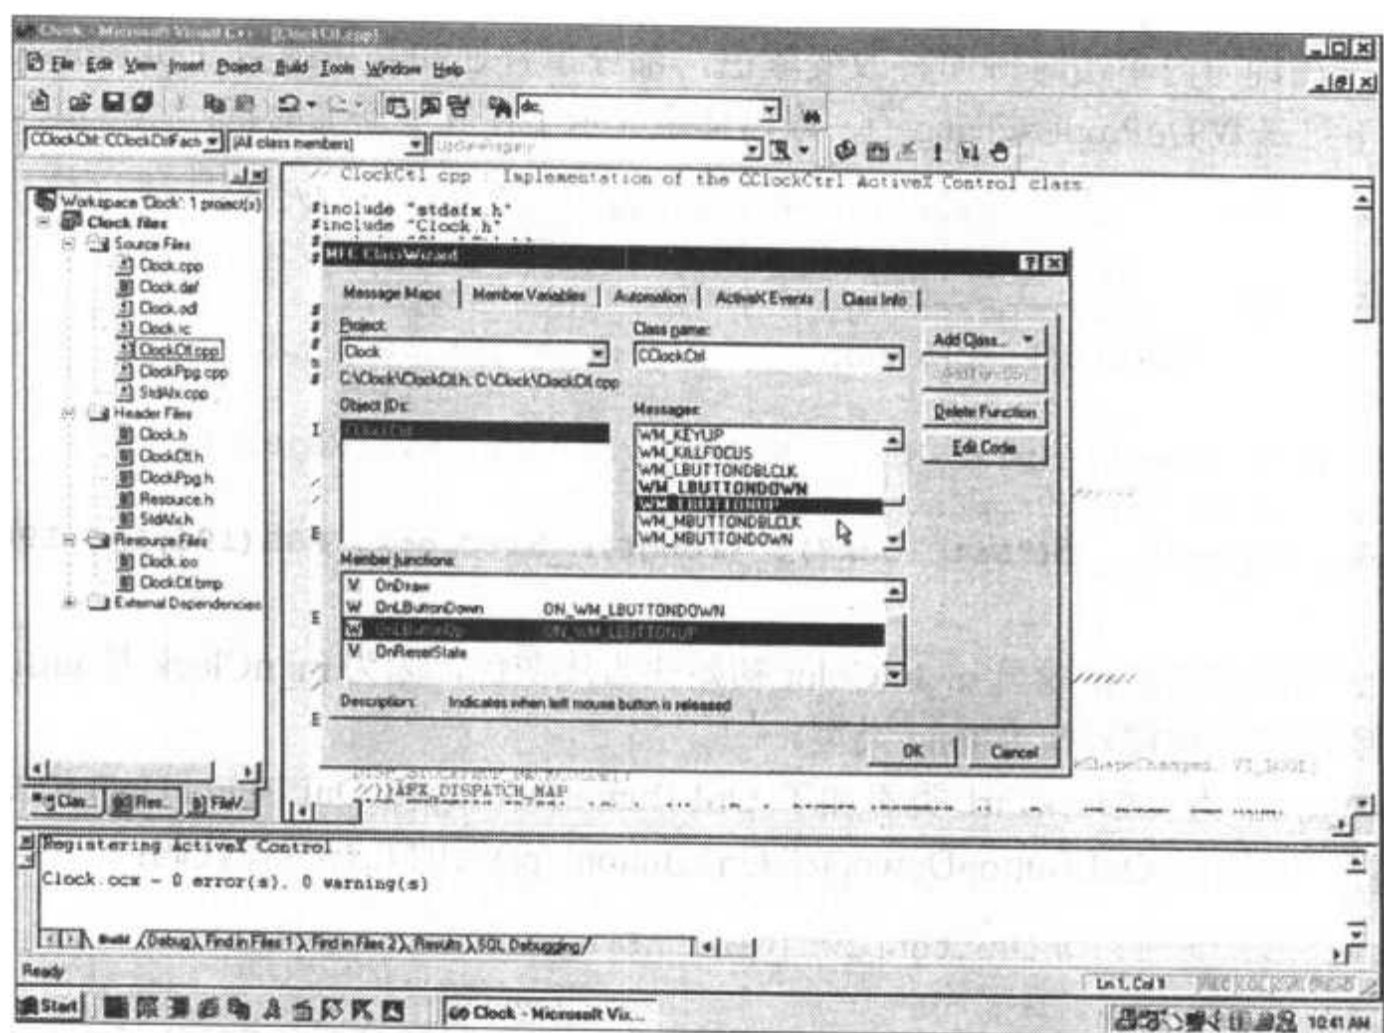 Clock - Microsoft Visual C++ - [ClockCtl.cpp]
File Edit View Insert Project Build Tools Window Help
dc.
CClockCtrl::CClockCtrlFach
(All class members)
Workspace 'Clock': 1 project(s)
Clock files
Source Files
Clock.cpp
Clock.def
Clock.odl
Clock.rc
ClockCtl.cpp
ClockPpg.cpp
StdAfx.cpp
Header Files
Clock.h
ClockCtl.h
ClockPpg.h
Resource.h
StdAfx.h
Resource Files
Clock.ico
ClockCtl.bmp
External Dependencies
Clas... Res... FileV...
// ClockCtl.cpp : Implementation of the CClockCtrl ActiveX Control class.
#include "stdafx.h"
#include "Clock.h"
MFC ClassWizard
Message Maps Member Variables Automation ActiveX Events Class Info
Project:
Clock
Class name:
CClockCtrl
Add Class...
C:\Clock\ClockCtl.h, C:\Clock\ClockCtl.cpp
Delete Function
Edit Code
Object IDs:
CClockCtrl
Messages:
WM_KEYUP
WM_KILLFOCUS
WM_LBUTTONDBLCLK
WM_LBUTTONDOWN
WM_LBUTTONUP
WM_MBUTTONDBLCLK
WM_MBUTTONDOWN
Member functions:
V OnDraw
W OnLButtonDown ON_WM_LBUTTONDOWN
W OnLButtonUp ON_WM_LBUTTONUP
V OnResetState
Description: Indicates when left mouse button is released
OK Cancel
//}}AFX_DISPATCH_MAP
Registering ActiveX Control...
Clock.ocx - 0 error(s), 0 warning(s)
Build Debug Find in Files 1 Find in Files 2 Results SQL Debugging
Ready
Ln 1, Col 1
Start
Clock - Microsoft Vis...
10:41 AM